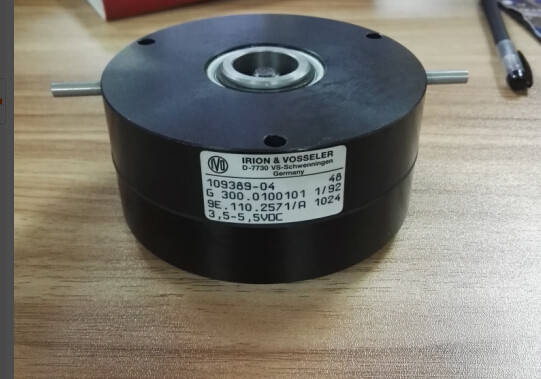 IVO IRION & VOSSELER
D-7730 VS-Schwenningen
Germany
109389-04 48
G 300.0100101 1/92
9E.110.2571/A 1024
3,5-5,5VDC